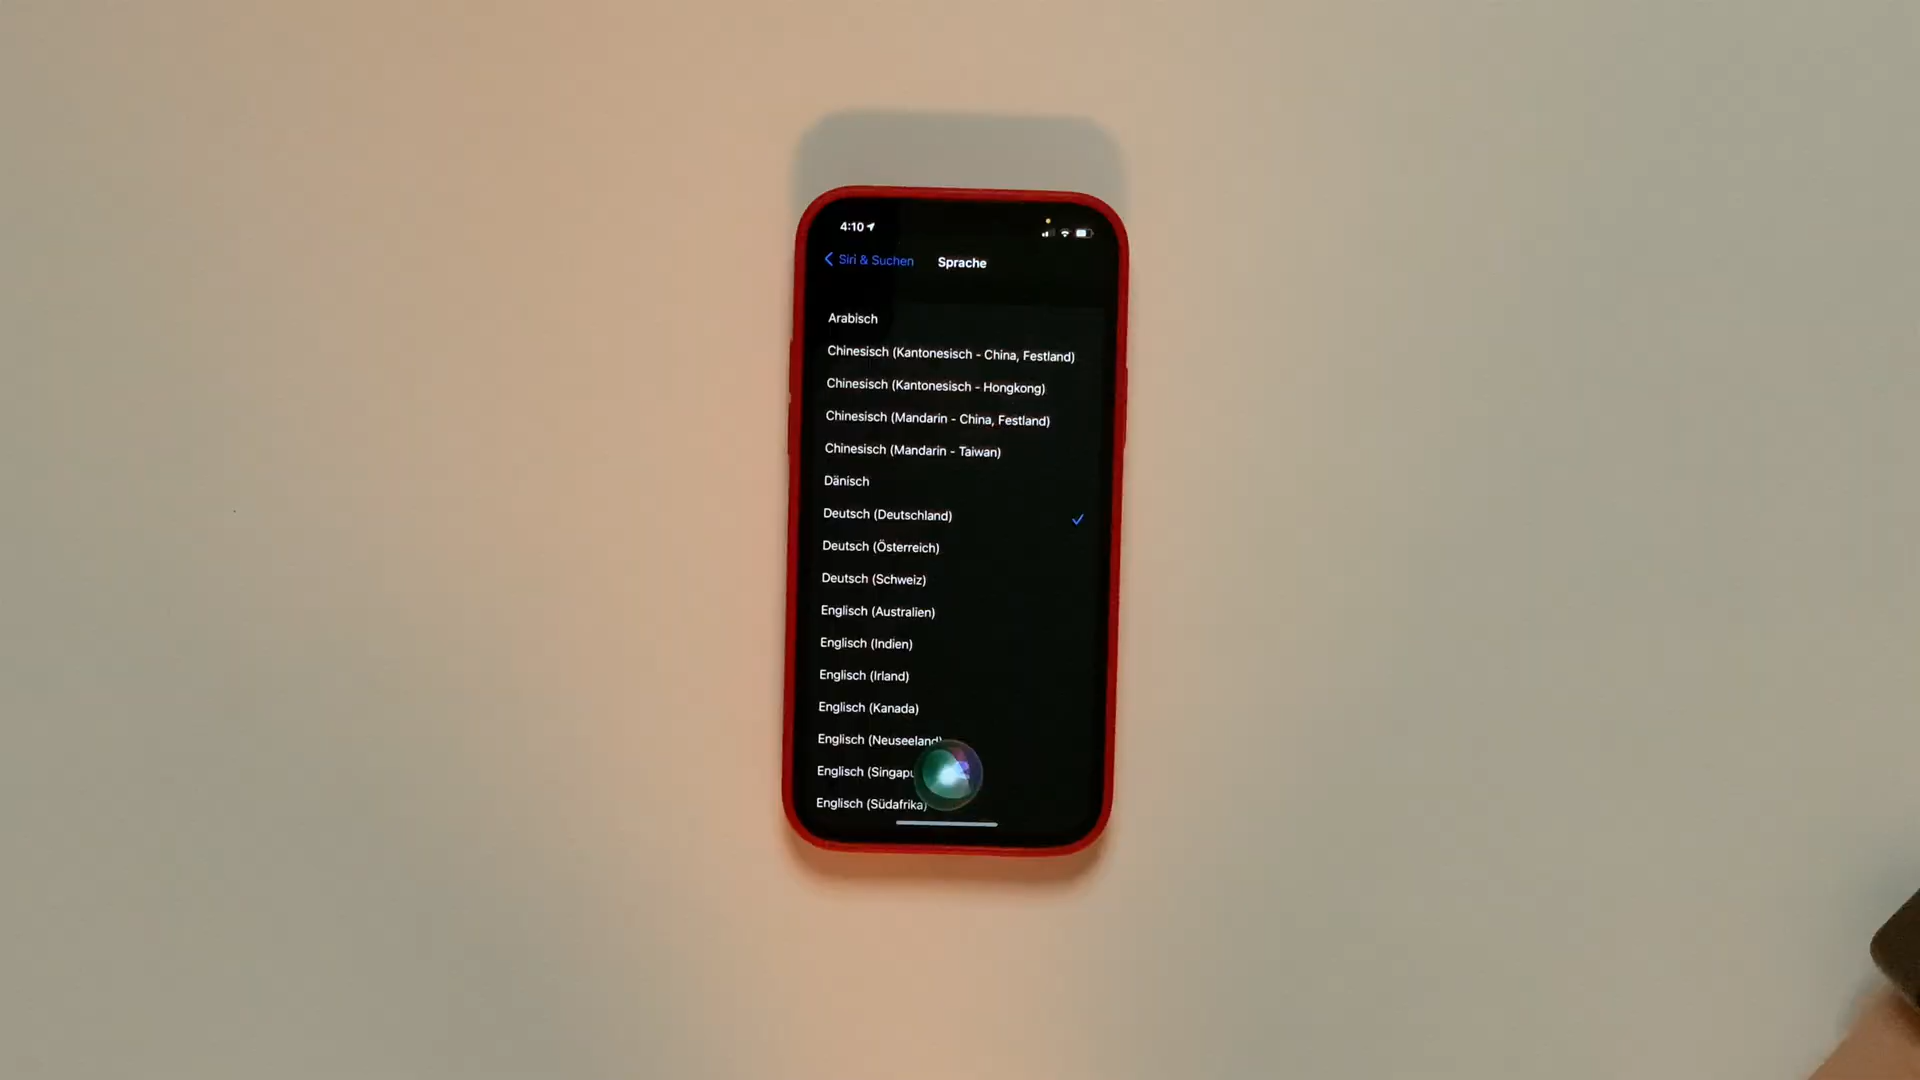 4:10
Siri & Suchen
Sprache
Arabisch
Chinesisch (Kantonesisch - China, Festland)
Chinesisch (Kantonesisch - Hongkong)
Chinesisch (Mandarin - China, Festland)
Chinesisch (Mandarin - Taiwan)
Dänisch
Deutsch (Deutschland)
Deutsch (Österreich)
Deutsch (Schweiz)
Englisch (Australien)
Englisch (Indien)
Englisch (Irland)
Englisch (Kanada)
Englisch (Neuseeland)
Englisch
Englisch (Südafrika)